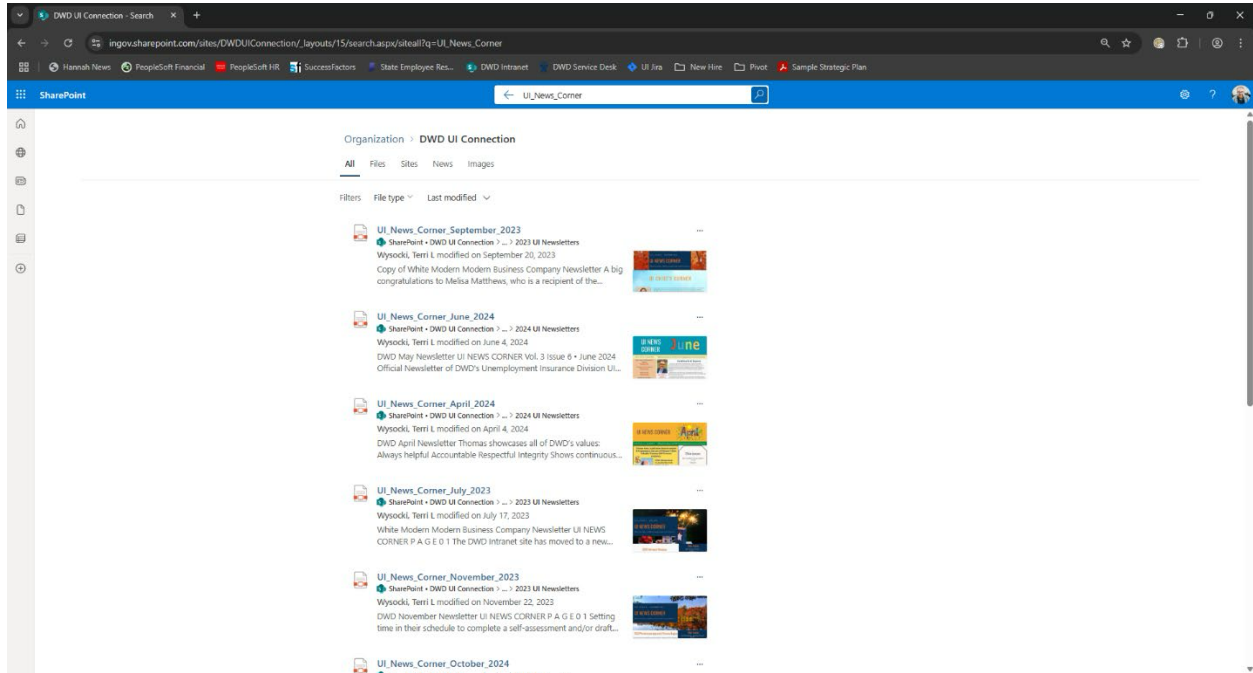 DWD UI Connection - Search
ingov.sharepoint.com/sites/DWDUIConnection/_layouts/15/search.aspx/siteall?q=UI_News_Corner
Hannah News PeopleSoft Financial PeopleSoft HR SuccessFactors State Employee Res... DWD Intranet DWD Service Desk UI Jira New Hire Pivot Sample Strategic Plan
SharePoint UI_News_Corner
Organization > DWD UI Connection
All Files Sites News Images
Filters File type Last modified
UI_News_Corner_September_2023
SharePoint • DWD UI Connection > ... > 2023 UI Newsletters
Wysocki, Terri L modified on September 20, 2023
Copy of White Modern Modern Business Company Newsletter A big
congratulations to Melisa Matthews, who is a recipient of the...
UI_News_Corner_June_2024
SharePoint • DWD UI Connection > ... > 2024 UI Newsletters
Wysocki, Terri L modified on June 4, 2024
DWD May Newsletter UI NEWS CORNER Vol. 3 Issue 6 • June 2024
Official Newsletter of DWD's Unemployment Insurance Division UI...
UI NEWS
CORNER
June
UI_News_Corner_April_2024
SharePoint • DWD UI Connection > ... > 2024 UI Newsletters
Wysocki, Terri L modified on April 4, 2024
DWD April Newsletter Thomas showcases all of DWD's values:
Always helpful Accountable Respectful Integrity Shows continuous...
UI NEWS CORNER April
UI_News_Corner_July_2023
SharePoint • DWD UI Connection > ... > 2023 UI Newsletters
Wysocki, Terri L modified on July 17, 2023
White Modern Modern Business Company Newsletter UI NEWS
CORNER P A G E 0 1 The DWD Intranet site has moved to a new...
UI_News_Corner_November_2023
SharePoint • DWD UI Connection > ... > 2023 UI Newsletters
Wysocki, Terri L modified on November 22, 2023
DWD November Newsletter UI NEWS CORNER P A G E 0 1 Setting
time in their schedule to complete a self-assessment and/or draft...
UI_News_Corner_October_2024